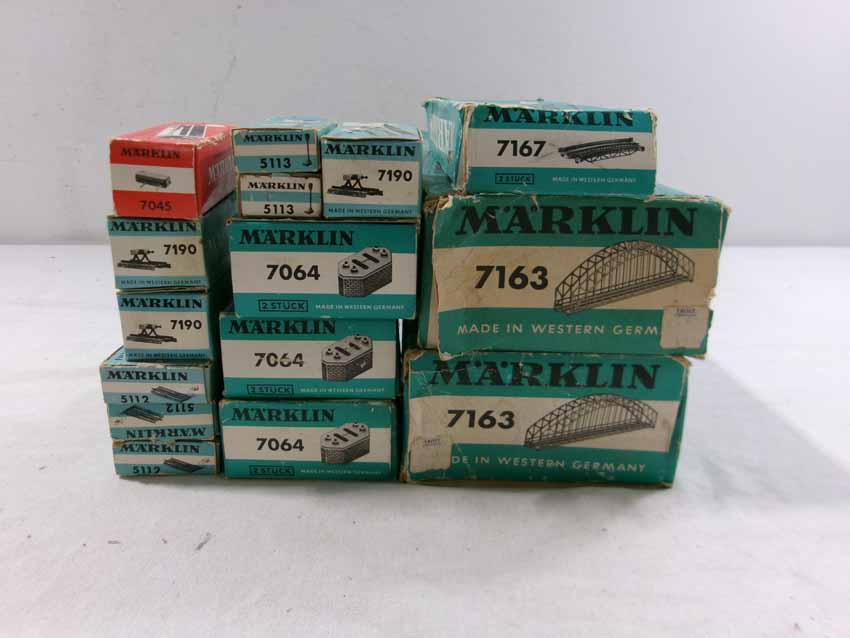 MÄRKLIN
7045
MÄRKLIN
7190
MÄRKLIN
7190
MÄRKLIN
5112
5112
MÄRKLIN
MÄRKLIN
5112
MÄRKLIN
5113
MÄRKLIN
5113
MÄRKLIN
7190
MADE IN WESTERN GERMANY
MÄRKLIN
7064
2 STÜCK
MADE IN WESTERN GERMANY
MÄRKLIN
7064
2 STÜCK
MADE IN WESTERN GERMANY
MÄRKLIN
7064
2 STÜCK
MADE IN WESTERN GERMANY
MÄRKLIN
7167
2 STÜCK
MADE IN WESTERN GERMANY
MÄRKLIN
7163
MADE IN WESTERN GERM
MÄRKLIN
7163
DE IN WESTERN GERMANY